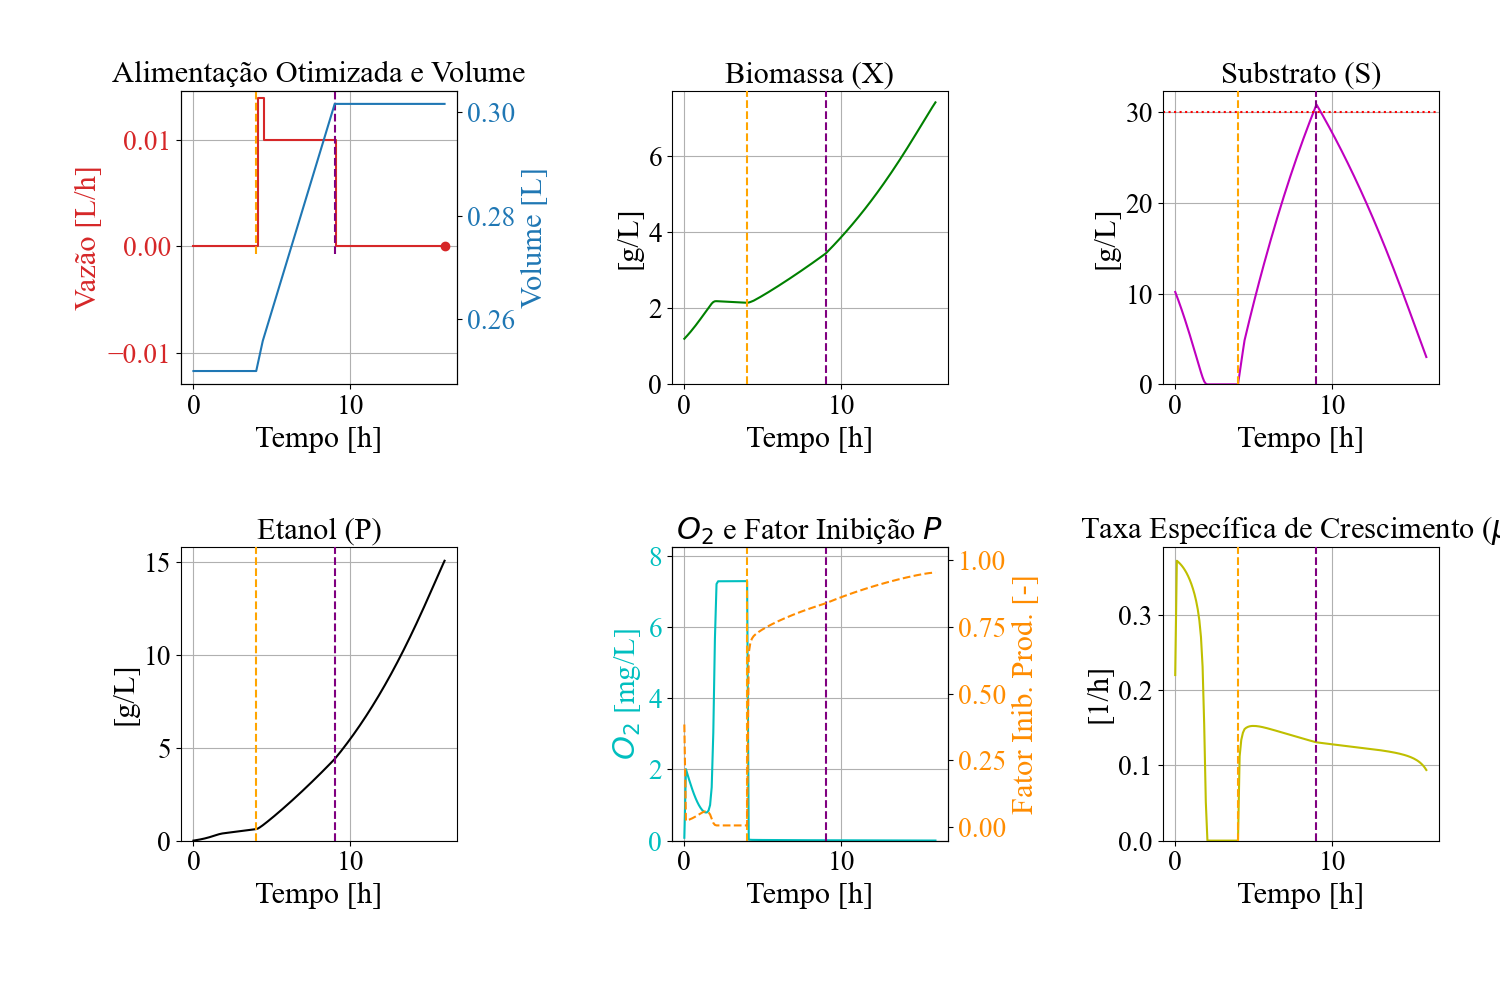 Alimentação Otimizada e Volume
Vazão [L/h]
0.01
0.00
−0.01
0.30
0.28
0.26
Volume [L]
0
10
Tempo [h]
Biomassa (X)
[g/L]
6
4
2
0
0
10
Tempo [h]
Substrato (S)
[g/L]
30
20
10
0
0
10
Tempo [h]
Etanol (P)
[g/L]
15
10
5
0
0
10
Tempo [h]
O₂ e Fator Inibição P
O₂ [mg/L]
8
6
4
2
0
1.00
0.75
0.50
0.25
0.00
Fator Inib. Prod. [-]
0
10
Tempo [h]
Taxa Específica de Crescimento (μ
[1/h]
0.3
0.2
0.1
0.0
0
10
Tempo [h]